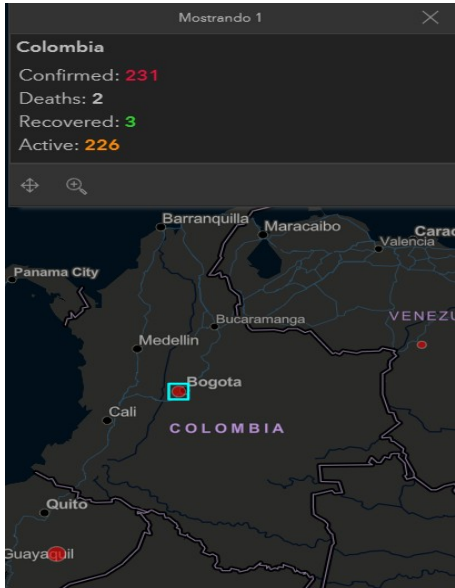 Mostrando 1
Colombia
Confirmed: 231
Deaths: 2
Recovered: 3
Active: 226
Barranquilla
Maracaibo
Carac
Valencia
Panama City
Bucaramanga
VENEZU
Medellin
Bogota
Cali
COLOMBIA
Quito
Guayaquil